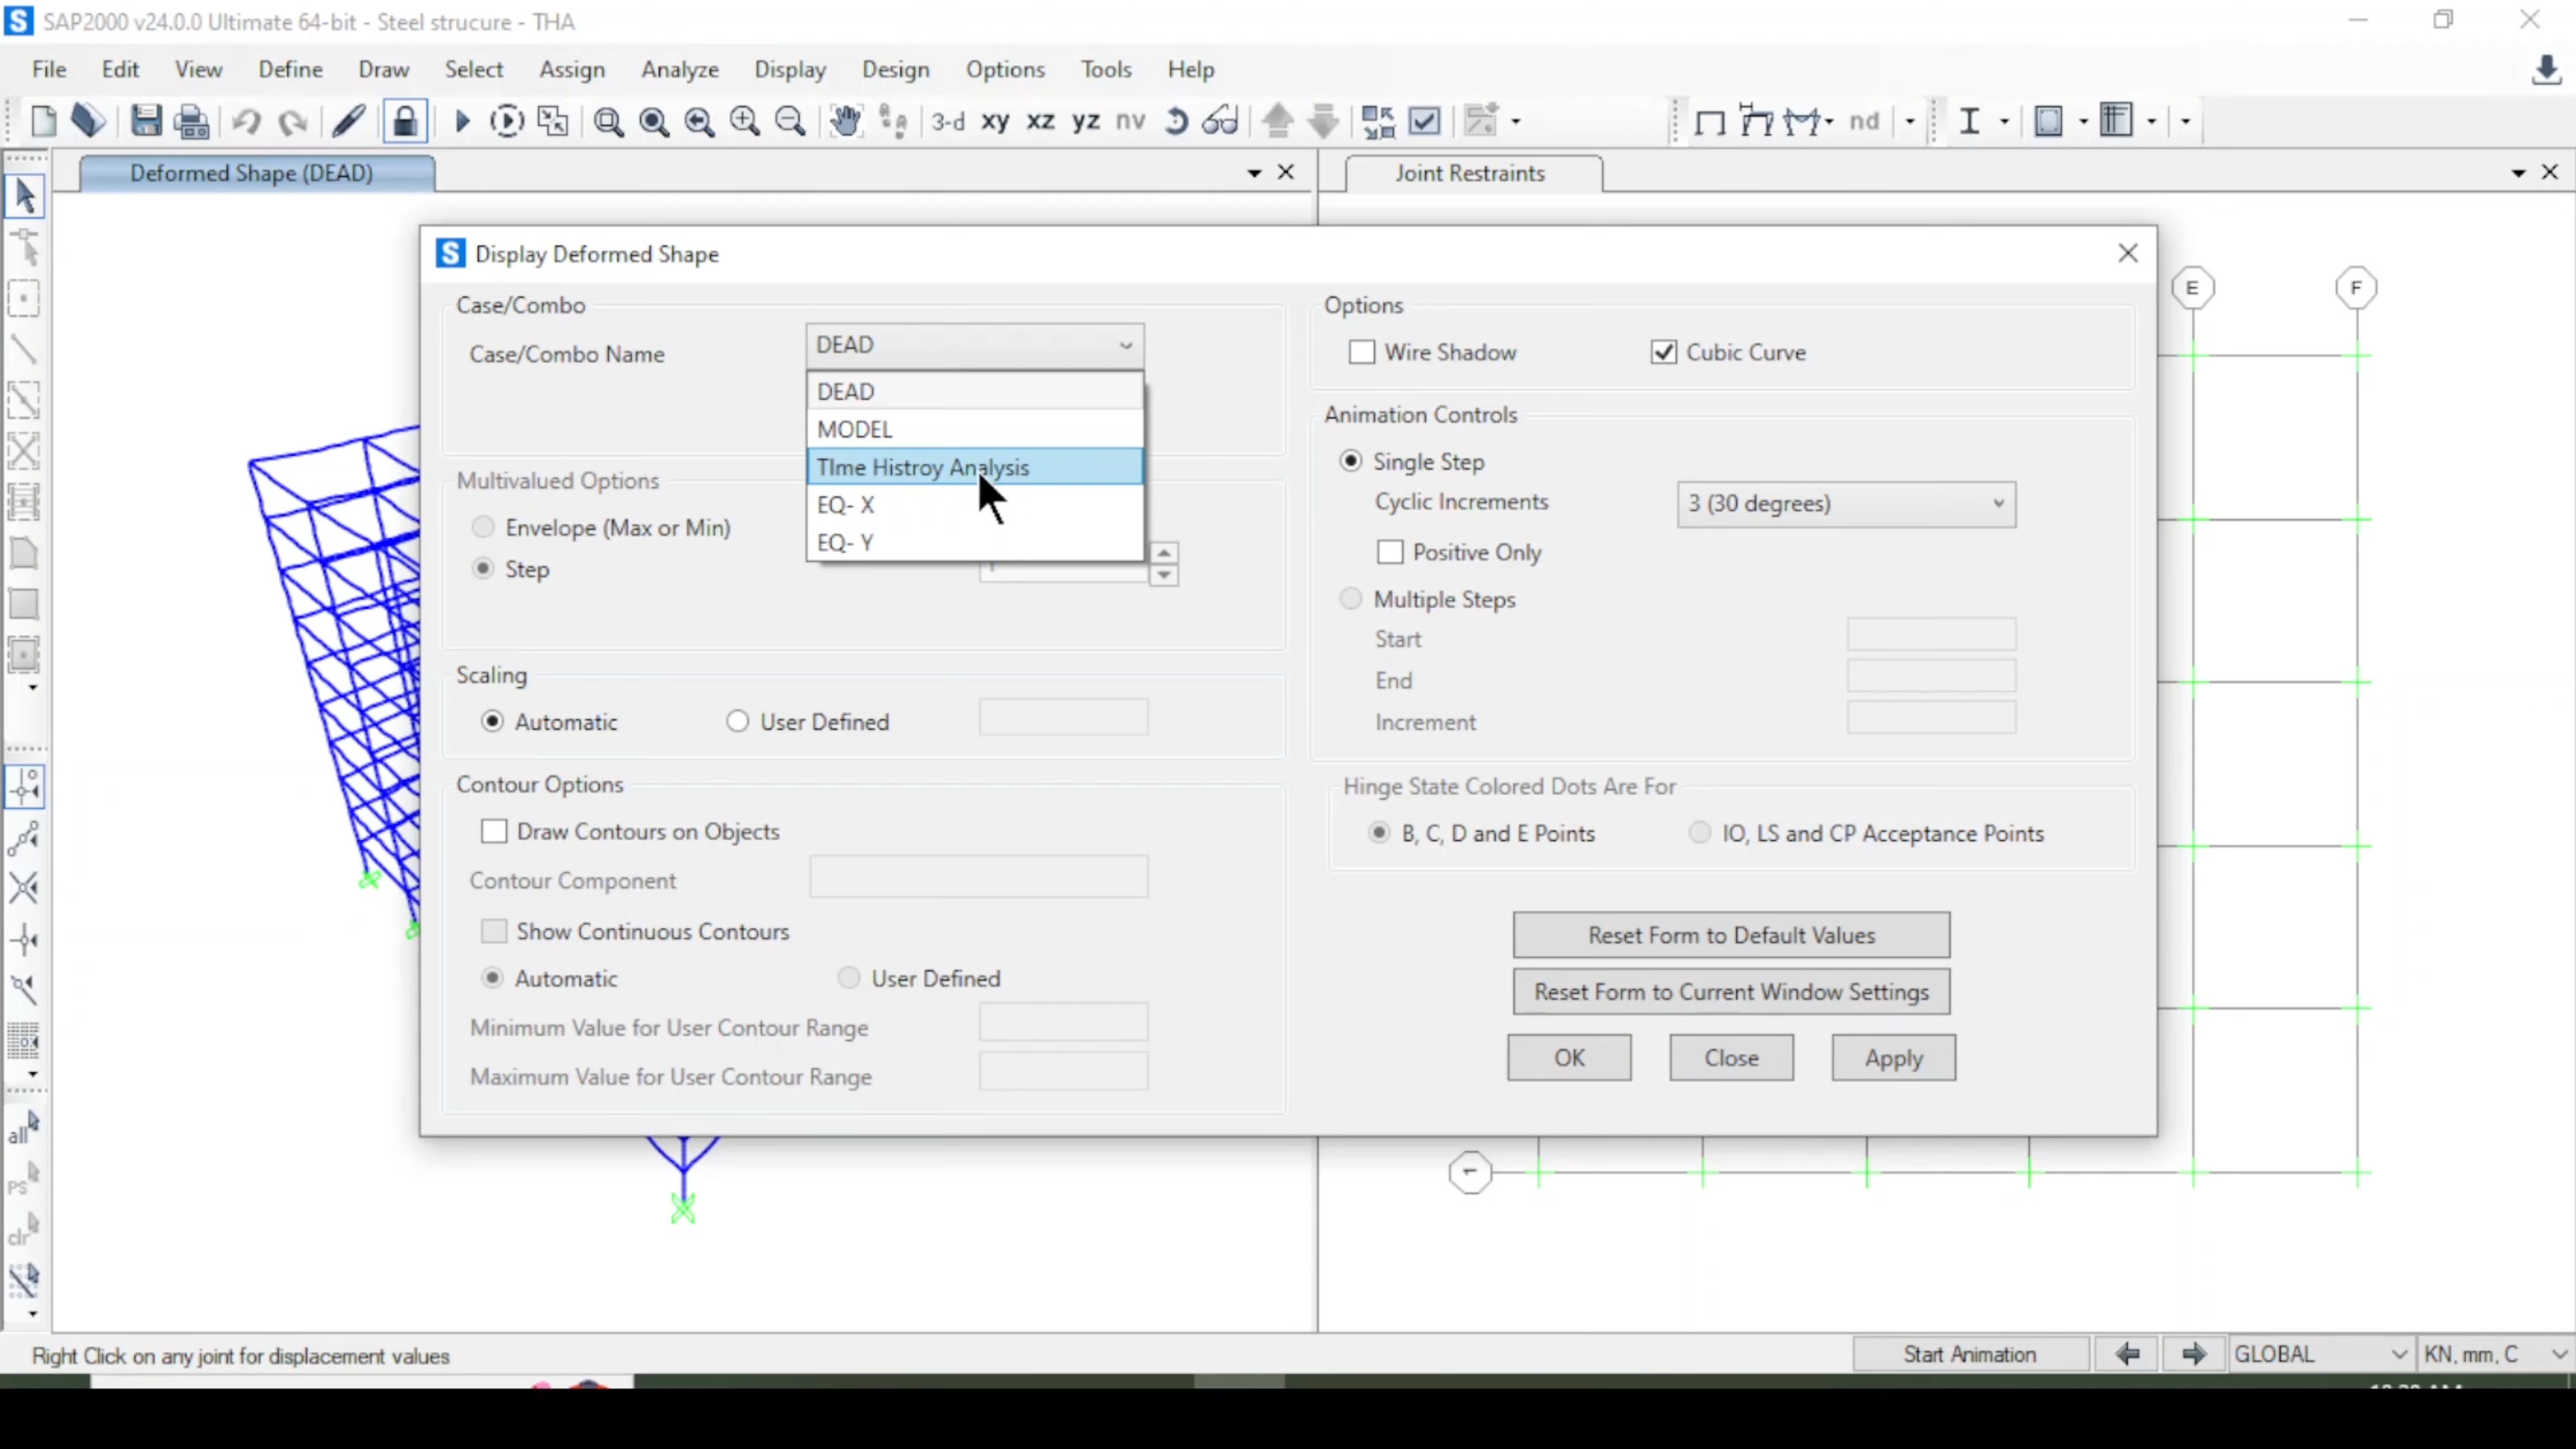 SAP2000 v24.0.0 Ultimate 64-bit - Steel strucure - THA
File Edit View Define Draw Select Assign Analyze Display Design Options Tools Help
3-d xy xz yz nv nd
Deformed Shape (DEAD)
Joint Restraints
Display Deformed Shape
Case/Combo
Case/Combo Name
DEAD
DEAD
MODEL
TIme Histroy Analysis
EQ- X
EQ- Y
Multivalued Options
Envelope (Max or Min)
Step
Scaling
Automatic
User Defined
Contour Options
Draw Contours on Objects
Contour Component
Show Continuous Contours
Automatic
User Defined
Minimum Value for User Contour Range
Maximum Value for User Contour Range
Options
Wire Shadow
Cubic Curve
Animation Controls
Single Step
Cyclic Increments
3 (30 degrees)
Positive Only
Multiple Steps
Start
End
Increment
Hinge State Colored Dots Are For
B, C, D and E Points
IO, LS and CP Acceptance Points
Reset Form to Default Values
Reset Form to Current Window Settings
OK
Close
Apply
E
F
1
all
PS
clr
Right Click on any joint for displacement values
Start Animation
GLOBAL
KN, mm, C